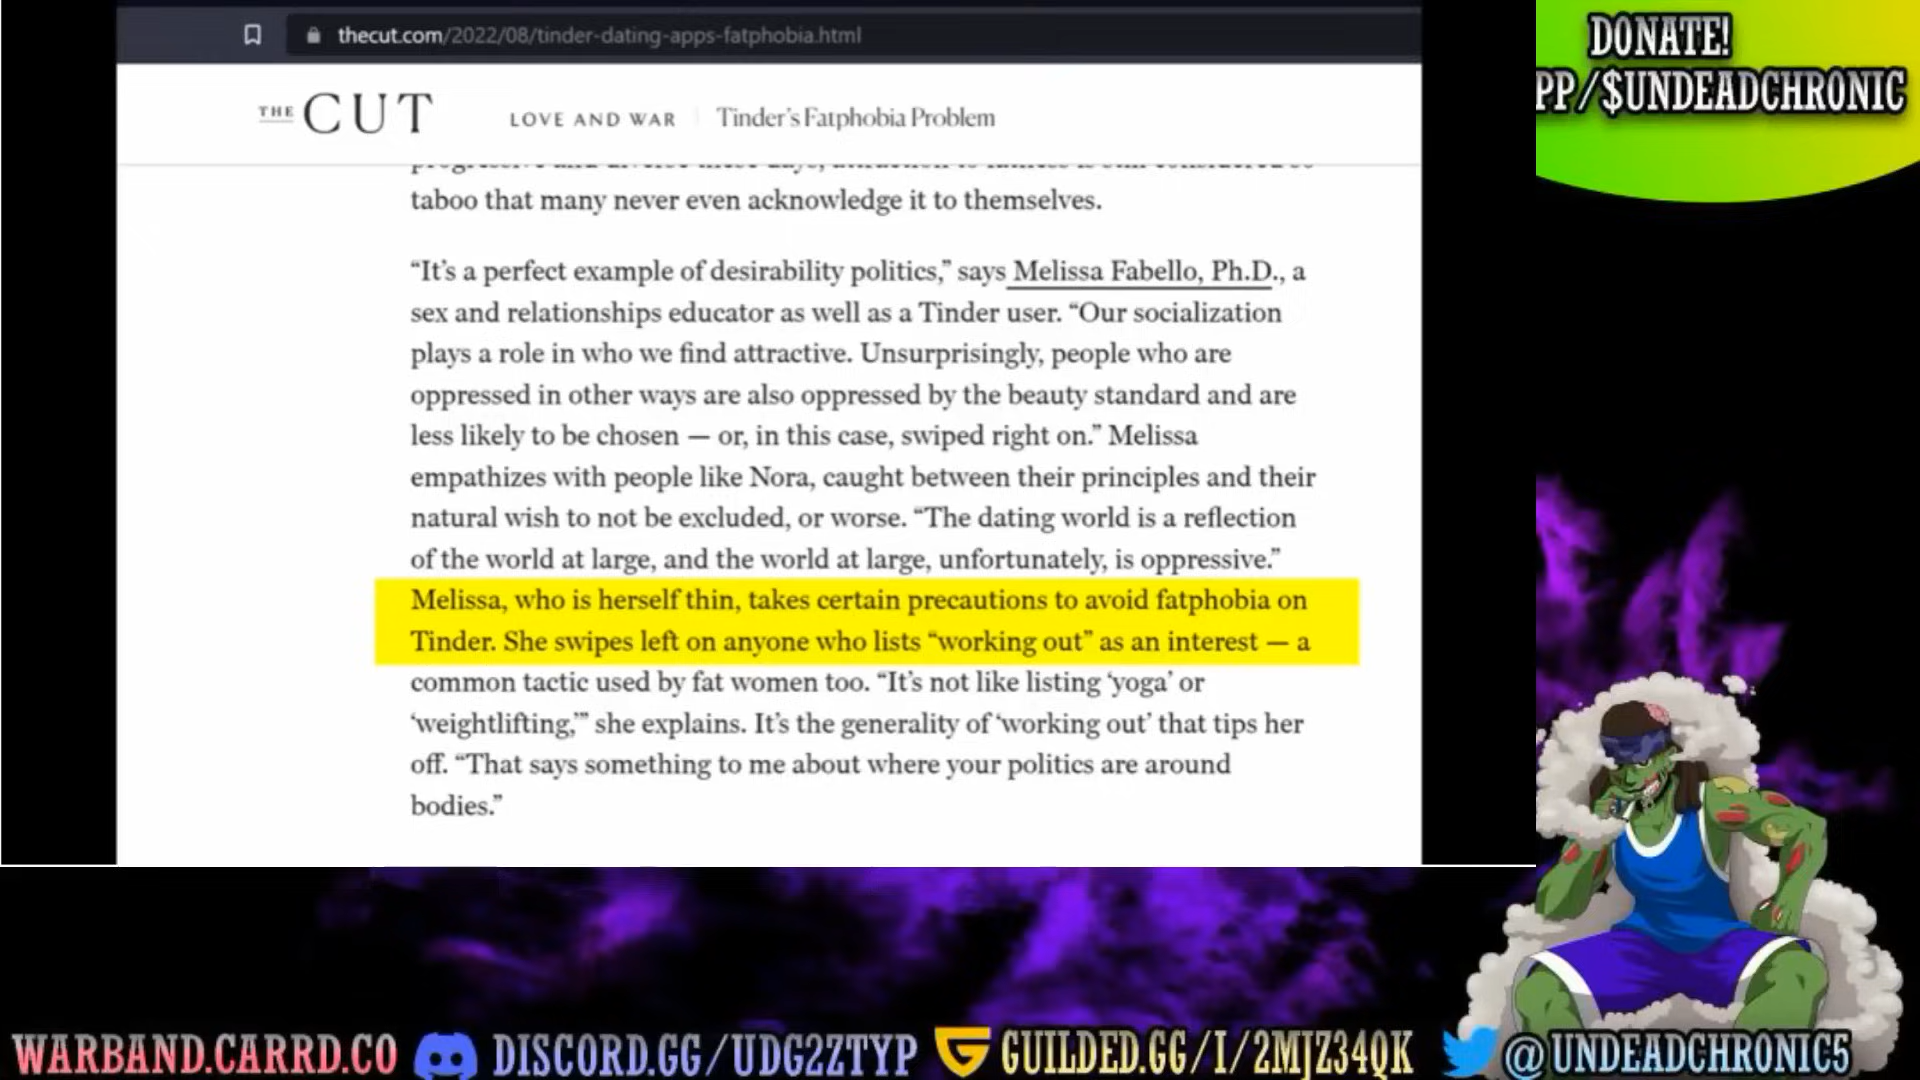 thecut.com/2022/08/tinder-dating-apps-fatphobia.html
THE CUT
LOVE AND WAR
Tinder's Fatphobia Problem
taboo that many never even acknowledge it to themselves.
“It's a perfect example of desirability politics,” says Melissa Fabello, Ph.D., a
sex and relationships educator as well as a Tinder user. “Our socialization
plays a role in who we find attractive. Unsurprisingly, people who are
oppressed in other ways are also oppressed by the beauty standard and are
less likely to be chosen — or, in this case, swiped right on.” Melissa
empathizes with people like Nora, caught between their principles and their
natural wish to not be excluded, or worse. “The dating world is a reflection
of the world at large, and the world at large, unfortunately, is oppressive.”
Melissa, who is herself thin, takes certain precautions to avoid fatphobia on
Tinder. She swipes left on anyone who lists “working out” as an interest — a
common tactic used by fat women too. “It's not like listing ‘yoga’ or
‘weightlifting,’” she explains. It's the generality of ‘working out’ that tips her
off. “That says something to me about where your politics are around
bodies.”
DONATE!
PP/$UNDEADCHRONIC
WARBAND.CARRD.CO
DISCORD.GG/UDG2ZTYP
GUILDED.GG/I/2MJZ34QK
@UNDEADCHRONIC5